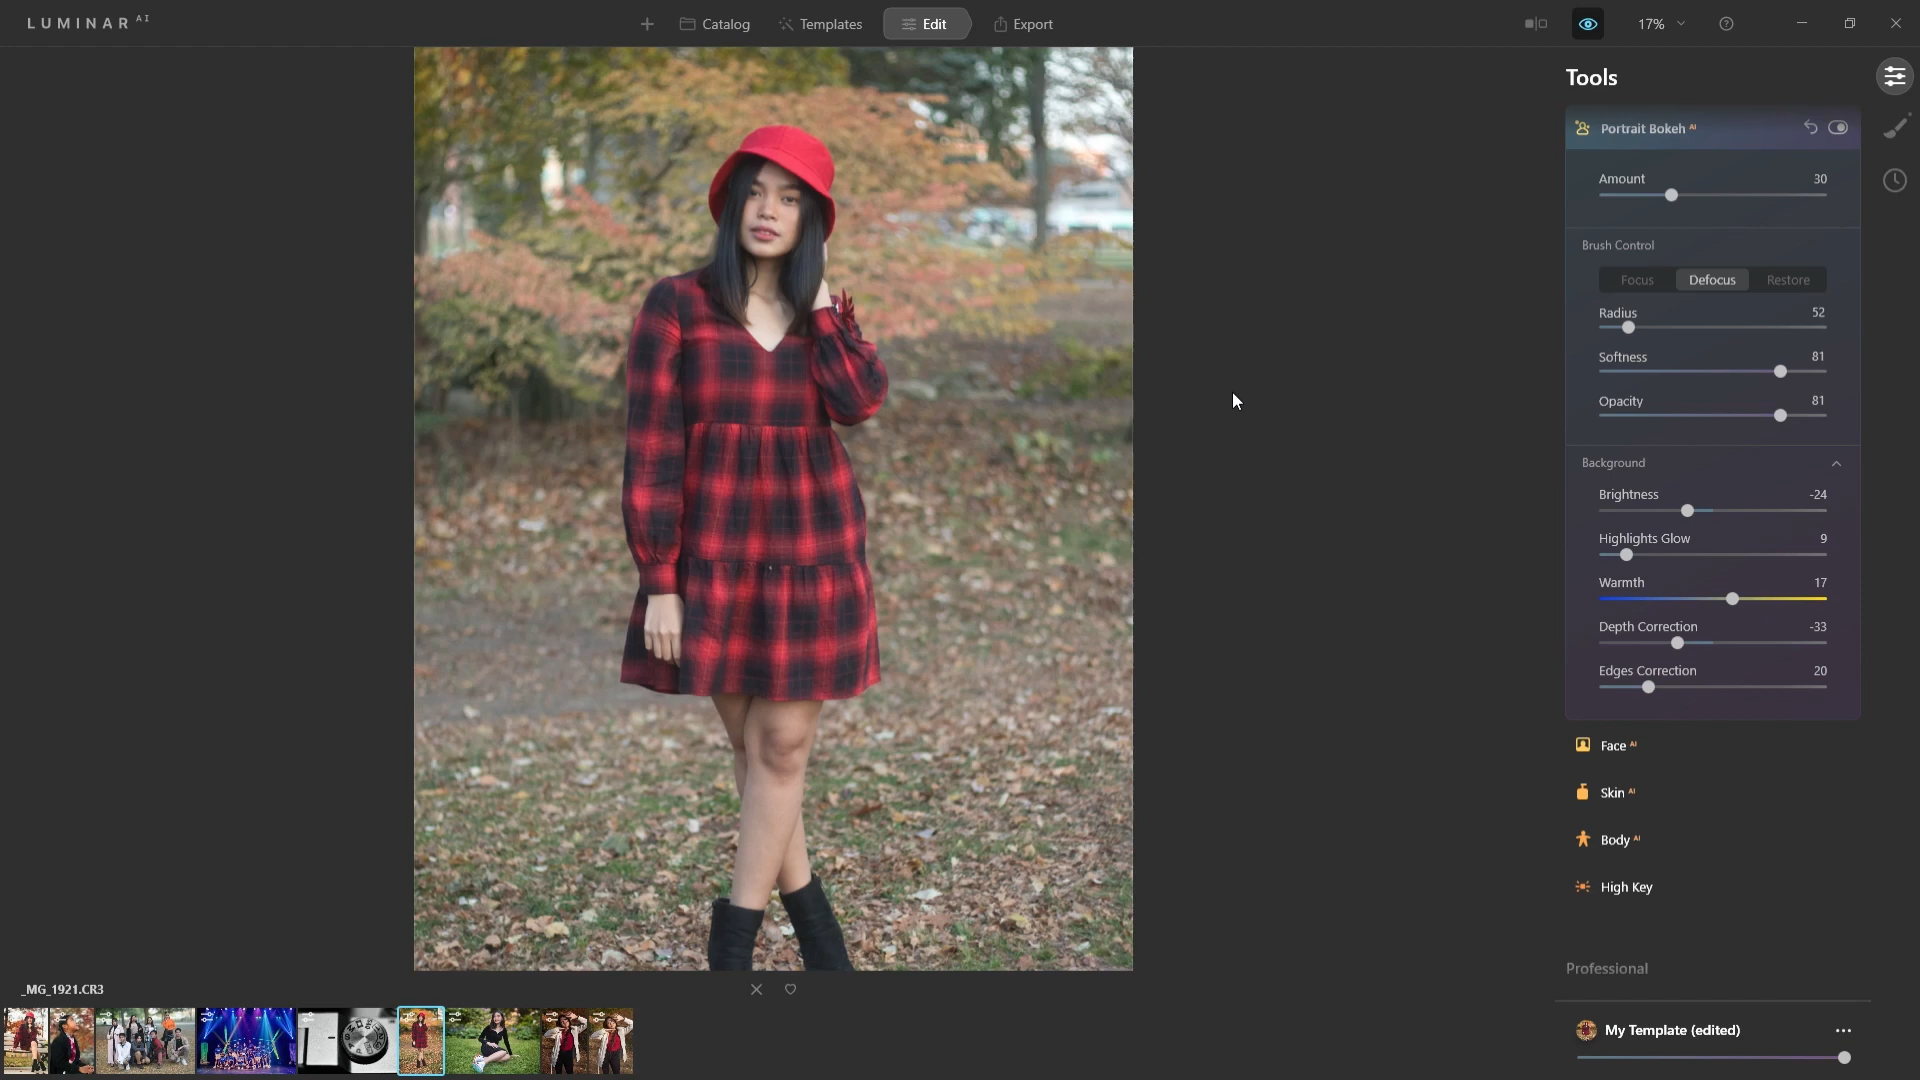 LUMINAR AI
Catalog
Templates
Edit
Export
17%
Tools
Portrait Bokeh AI
Amount 30
Brush Control
Focus Defocus Restore
Radius 52
Softness 81
Opacity 81
Background
Brightness -24
Highlights Glow 9
Warmth 17
Depth Correction -33
Edges Correction 20
Face AI
Skin AI
Body AI
High Key
Professional
_MG_1921.CR3
My Template (edited)